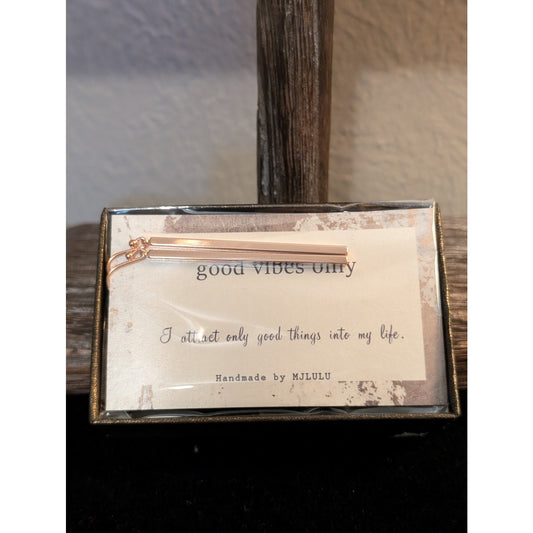 good vibes only
I attract only good things into my life.
Handmade by MJLULU